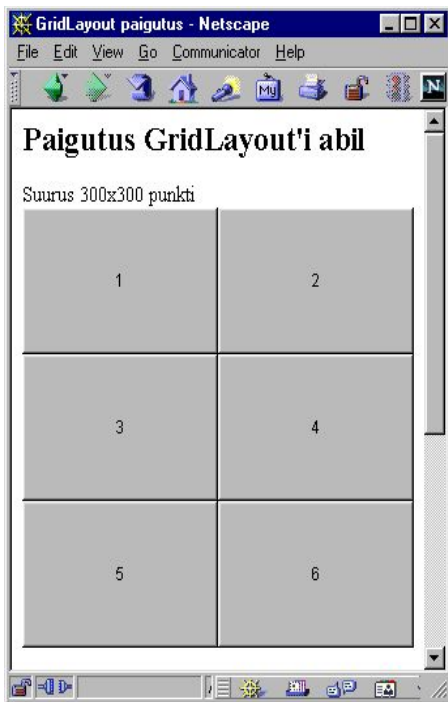 GridLayout paigutus - Netscape
File Edit View Go Communicator Help
My N
Paigutus GridLayout'i abil
Suurus 300x300 punkti
1 2
3 4
5 6